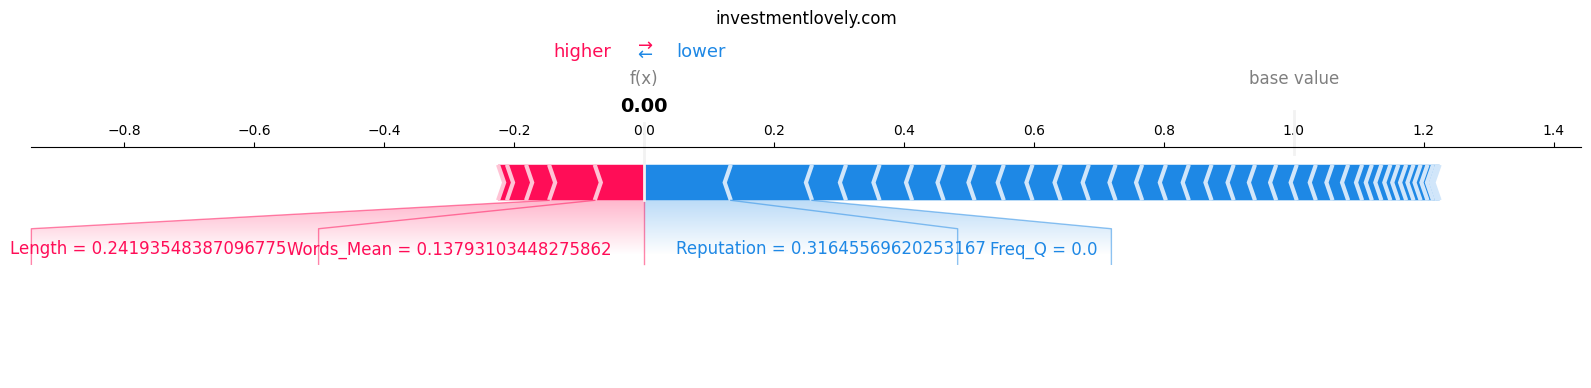 investmentlovely.com
higher ⇄ lower
f(x) base value
0.00
−0.8 −0.6 −0.4 −0.2 0.0 0.2 0.4 0.6 0.8 1.0 1.2 1.4
Length = 0.24193548387096775 Words_Mean = 0.13793103448275862 Reputation = 0.31645569620253167 Freq_Q = 0.0